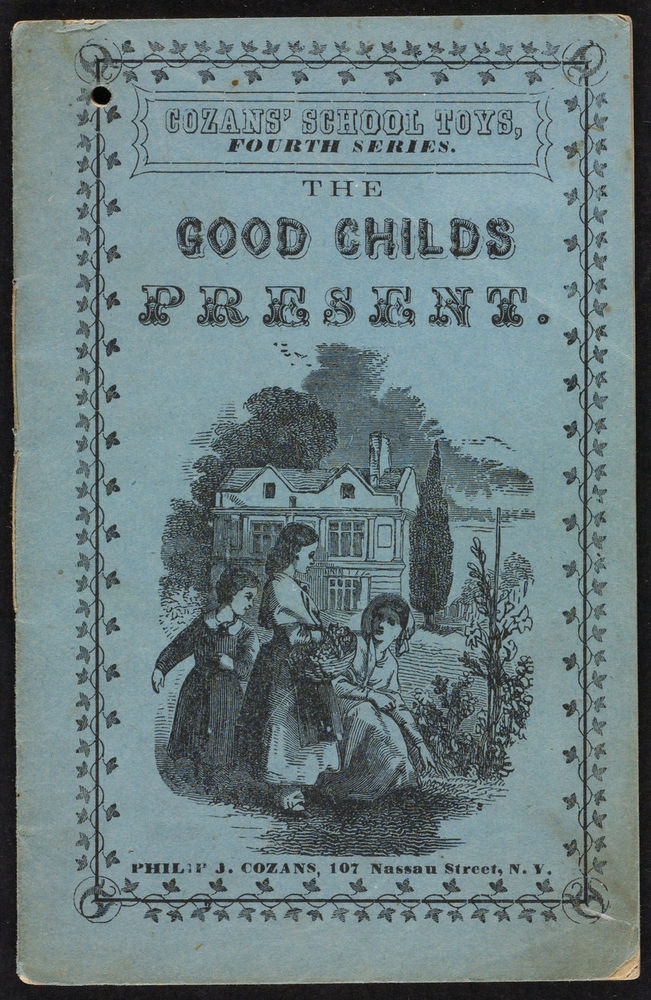 COZANS' SCHOOL TOYS,
FOURTH SERIES.
THE
GOOD CHILDS
PRESENT.
PHILIP J. COZANS, 107 Nassau Street, N. Y.